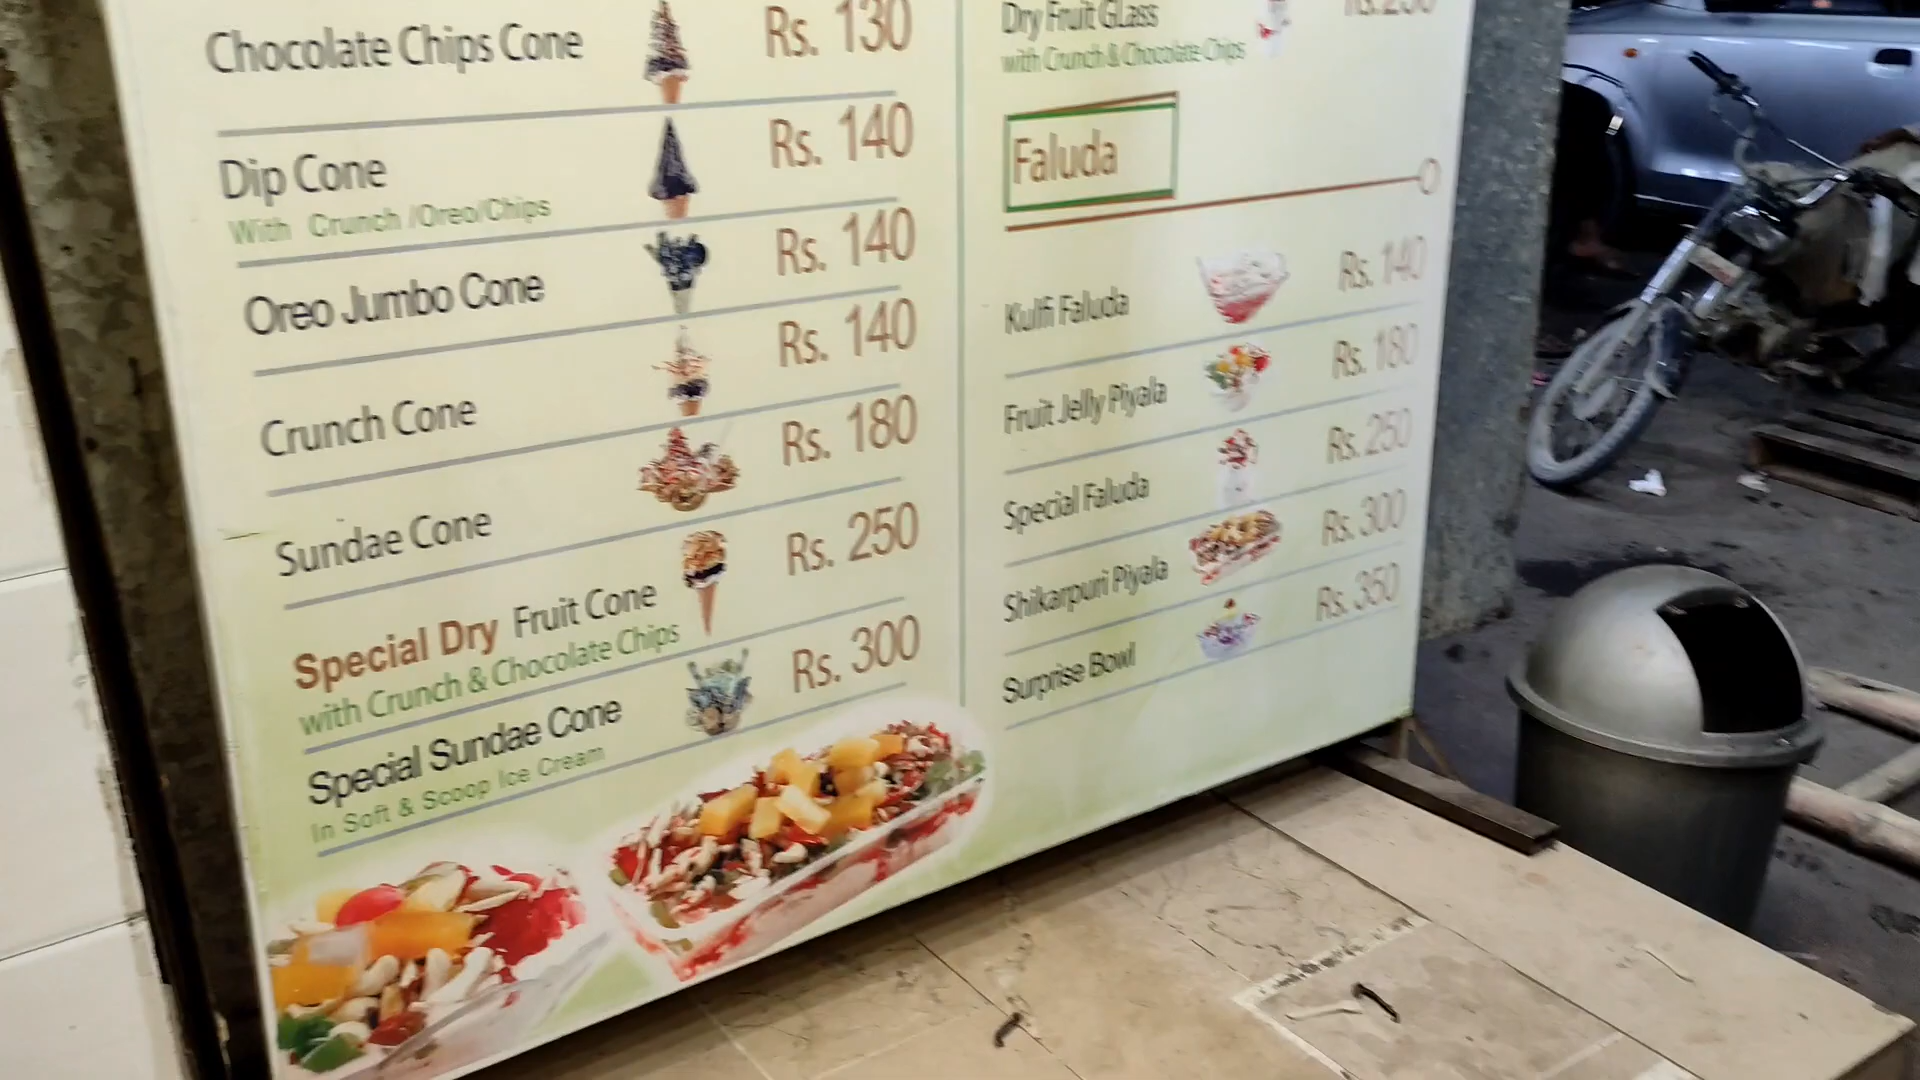 Chocolate Chips Cone Rs. 130
Dip Cone Rs. 140
With Crunch /Oreo/Chips
Oreo Jumbo Cone Rs. 140
Crunch Cone Rs. 140
Sundae Cone Rs. 180
Special Dry Fruit Cone Rs. 250
with Crunch & Chocolate Chips
Special Sundae Cone Rs. 300
In Soft & Scoop Ice Cream
Dry Fruit GLass Rs.250
with Crunch & Chocolate Chips
Faluda
Kulfi Faluda Rs. 140
Fruit Jelly Piyala Rs. 180
Special Faluda Rs. 250
Shikarpuri Piyala Rs. 300
Surprise Bowl Rs. 350